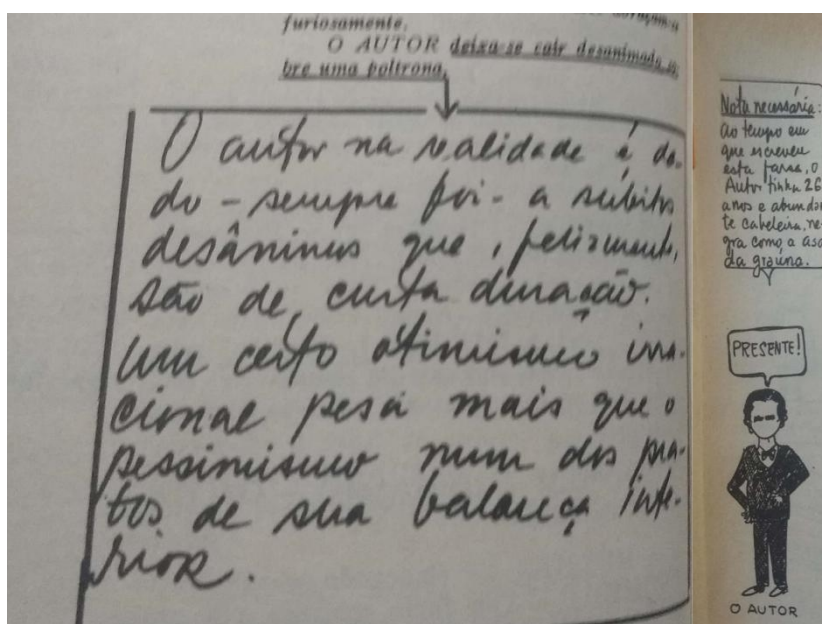 furiosamente.
O AUTOR deixa-se cair desanimado
bre uma poltrona.
O autor na realidade é da-
do - sempre foi - a súbitos
desânimos que, felizmente,
são de curta duração.
Um certo otimismo irra-
cional pesa mais que o
pessimismo num dos pra-
tos de sua balança inte-
rior.
Nota necessária:
ao tempo em
que escreveu
esta farsa, o
Autor tinha 26
anos e abundan
te cabeleira, ne-
gra como a asa
da graúna.
PRESENTE!
O AUTOR